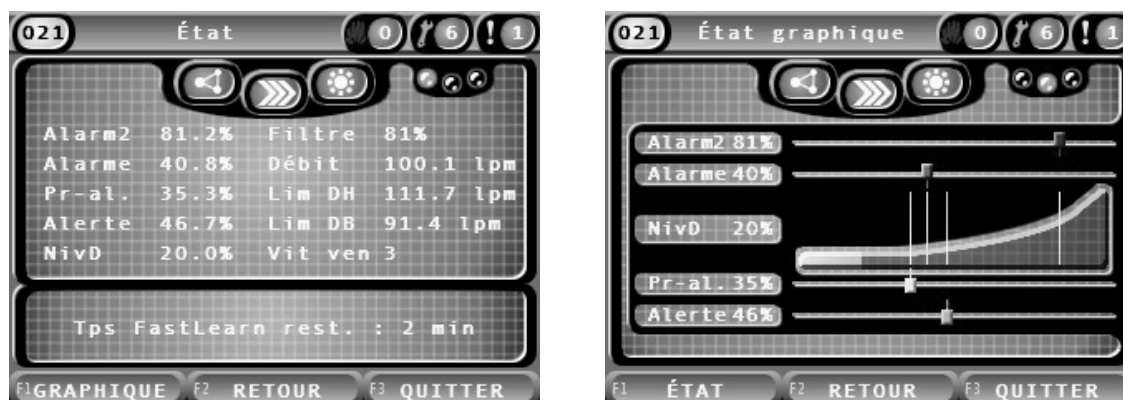 021 État 0 6 ! 1
Alarm2 81.2% Filtre 81%
Alarme 40.8% Débit 100.1 lpm
Pr-al. 35.3% Lim DH 111.7 lpm
Alerte 46.7% Lim DB 91.4 lpm
NivD 20.0% Vit ven 3
Tps FastLearn rest. : 2 min
F1 GRAPHIQUE F2 RETOUR F3 QUITTER
021 État graphique 0 6 ! 1
Alarm2 81%
Alarme 40%
NivD 20%
Pr-al. 35%
Alerte 46%
F1 ÉTAT F2 RETOUR F3 QUITTER